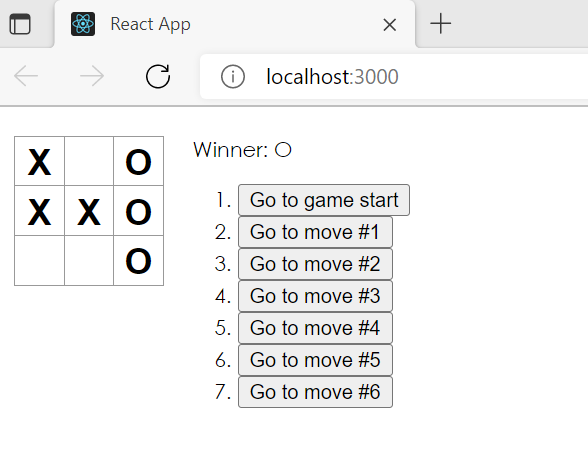 React App
localhost:3000
X O
X X O
O
Winner: O
1. Go to game start
2. Go to move #1
3. Go to move #2
4. Go to move #3
5. Go to move #4
6. Go to move #5
7. Go to move #6